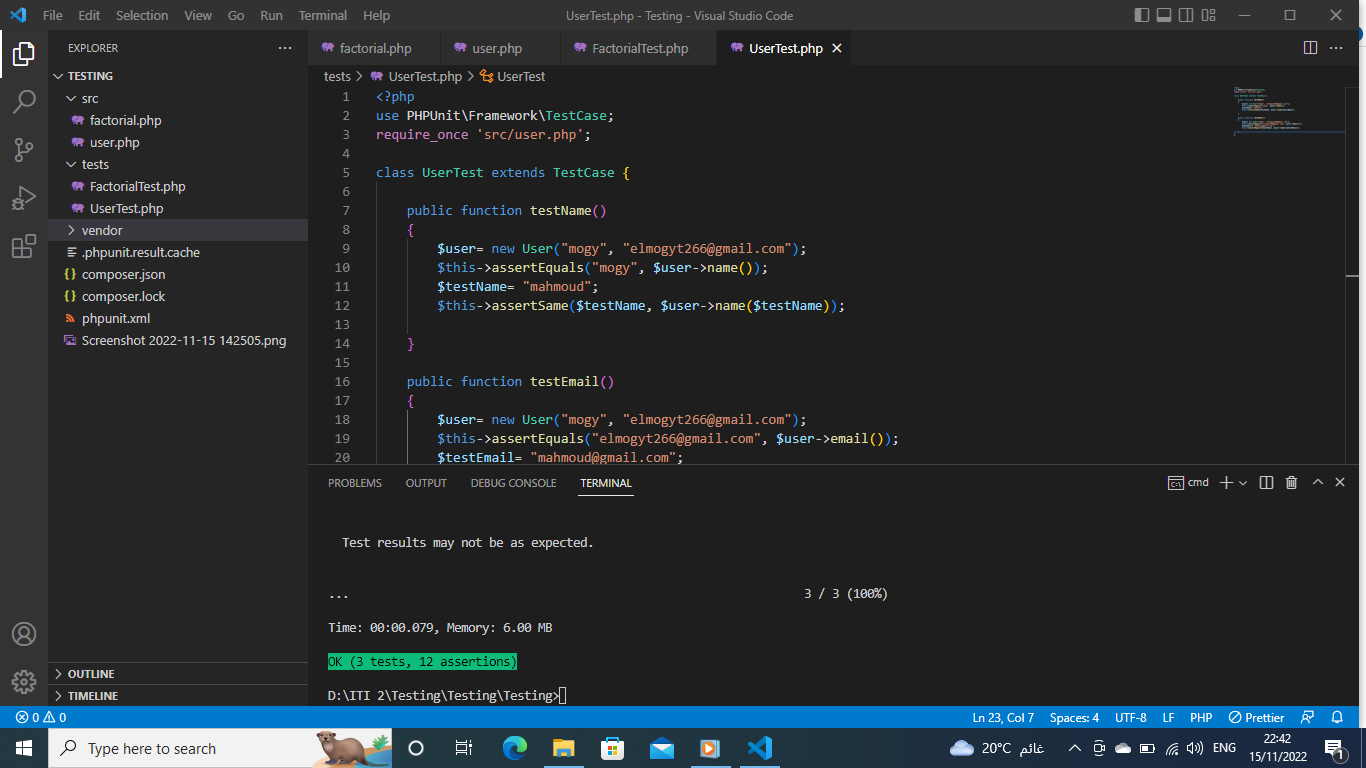 File Edit Selection View Go Run Terminal Help
UserTest.php - Testing - Visual Studio Code
EXPLORER
TESTING
src
factorial.php
user.php
tests
FactorialTest.php
UserTest.php
vendor
.phpunit.result.cache
composer.json
composer.lock
phpunit.xml
Screenshot 2022-11-15 142505.png
OUTLINE
TIMELINE
factorial.php user.php FactorialTest.php UserTest.php
tests > UserTest.php > UserTest
1 <?php
2 use PHPUnit\Framework\TestCase;
3 require_once 'src/user.php';
4
5 class UserTest extends TestCase {
6
7 public function testName()
8 {
9 $user= new User("mogy", "elmogyt266@gmail.com");
10 $this->assertEquals("mogy", $user->name());
11 $testName= "mahmoud";
12 $this->assertSame($testName, $user->name($testName));
13
14 }
15
16 public function testEmail()
17 {
18 $user= new User("mogy", "elmogyt266@gmail.com");
19 $this->assertEquals("elmogyt266@gmail.com", $user->email());
20 $testEmail= "mahmoud@gmail.com";
PROBLEMS OUTPUT DEBUG CONSOLE TERMINAL
cmd
Test results may not be as expected.
... 3 / 3 (100%)
Time: 00:00.079, Memory: 6.00 MB
OK (3 tests, 12 assertions)
D:\ITI 2\Testing\Testing\Testing>
0 0 Ln 23, Col 7 Spaces: 4 UTF-8 LF PHP Prettier
Type here to search
20°C غائم ENG
22:42
15/11/2022
1